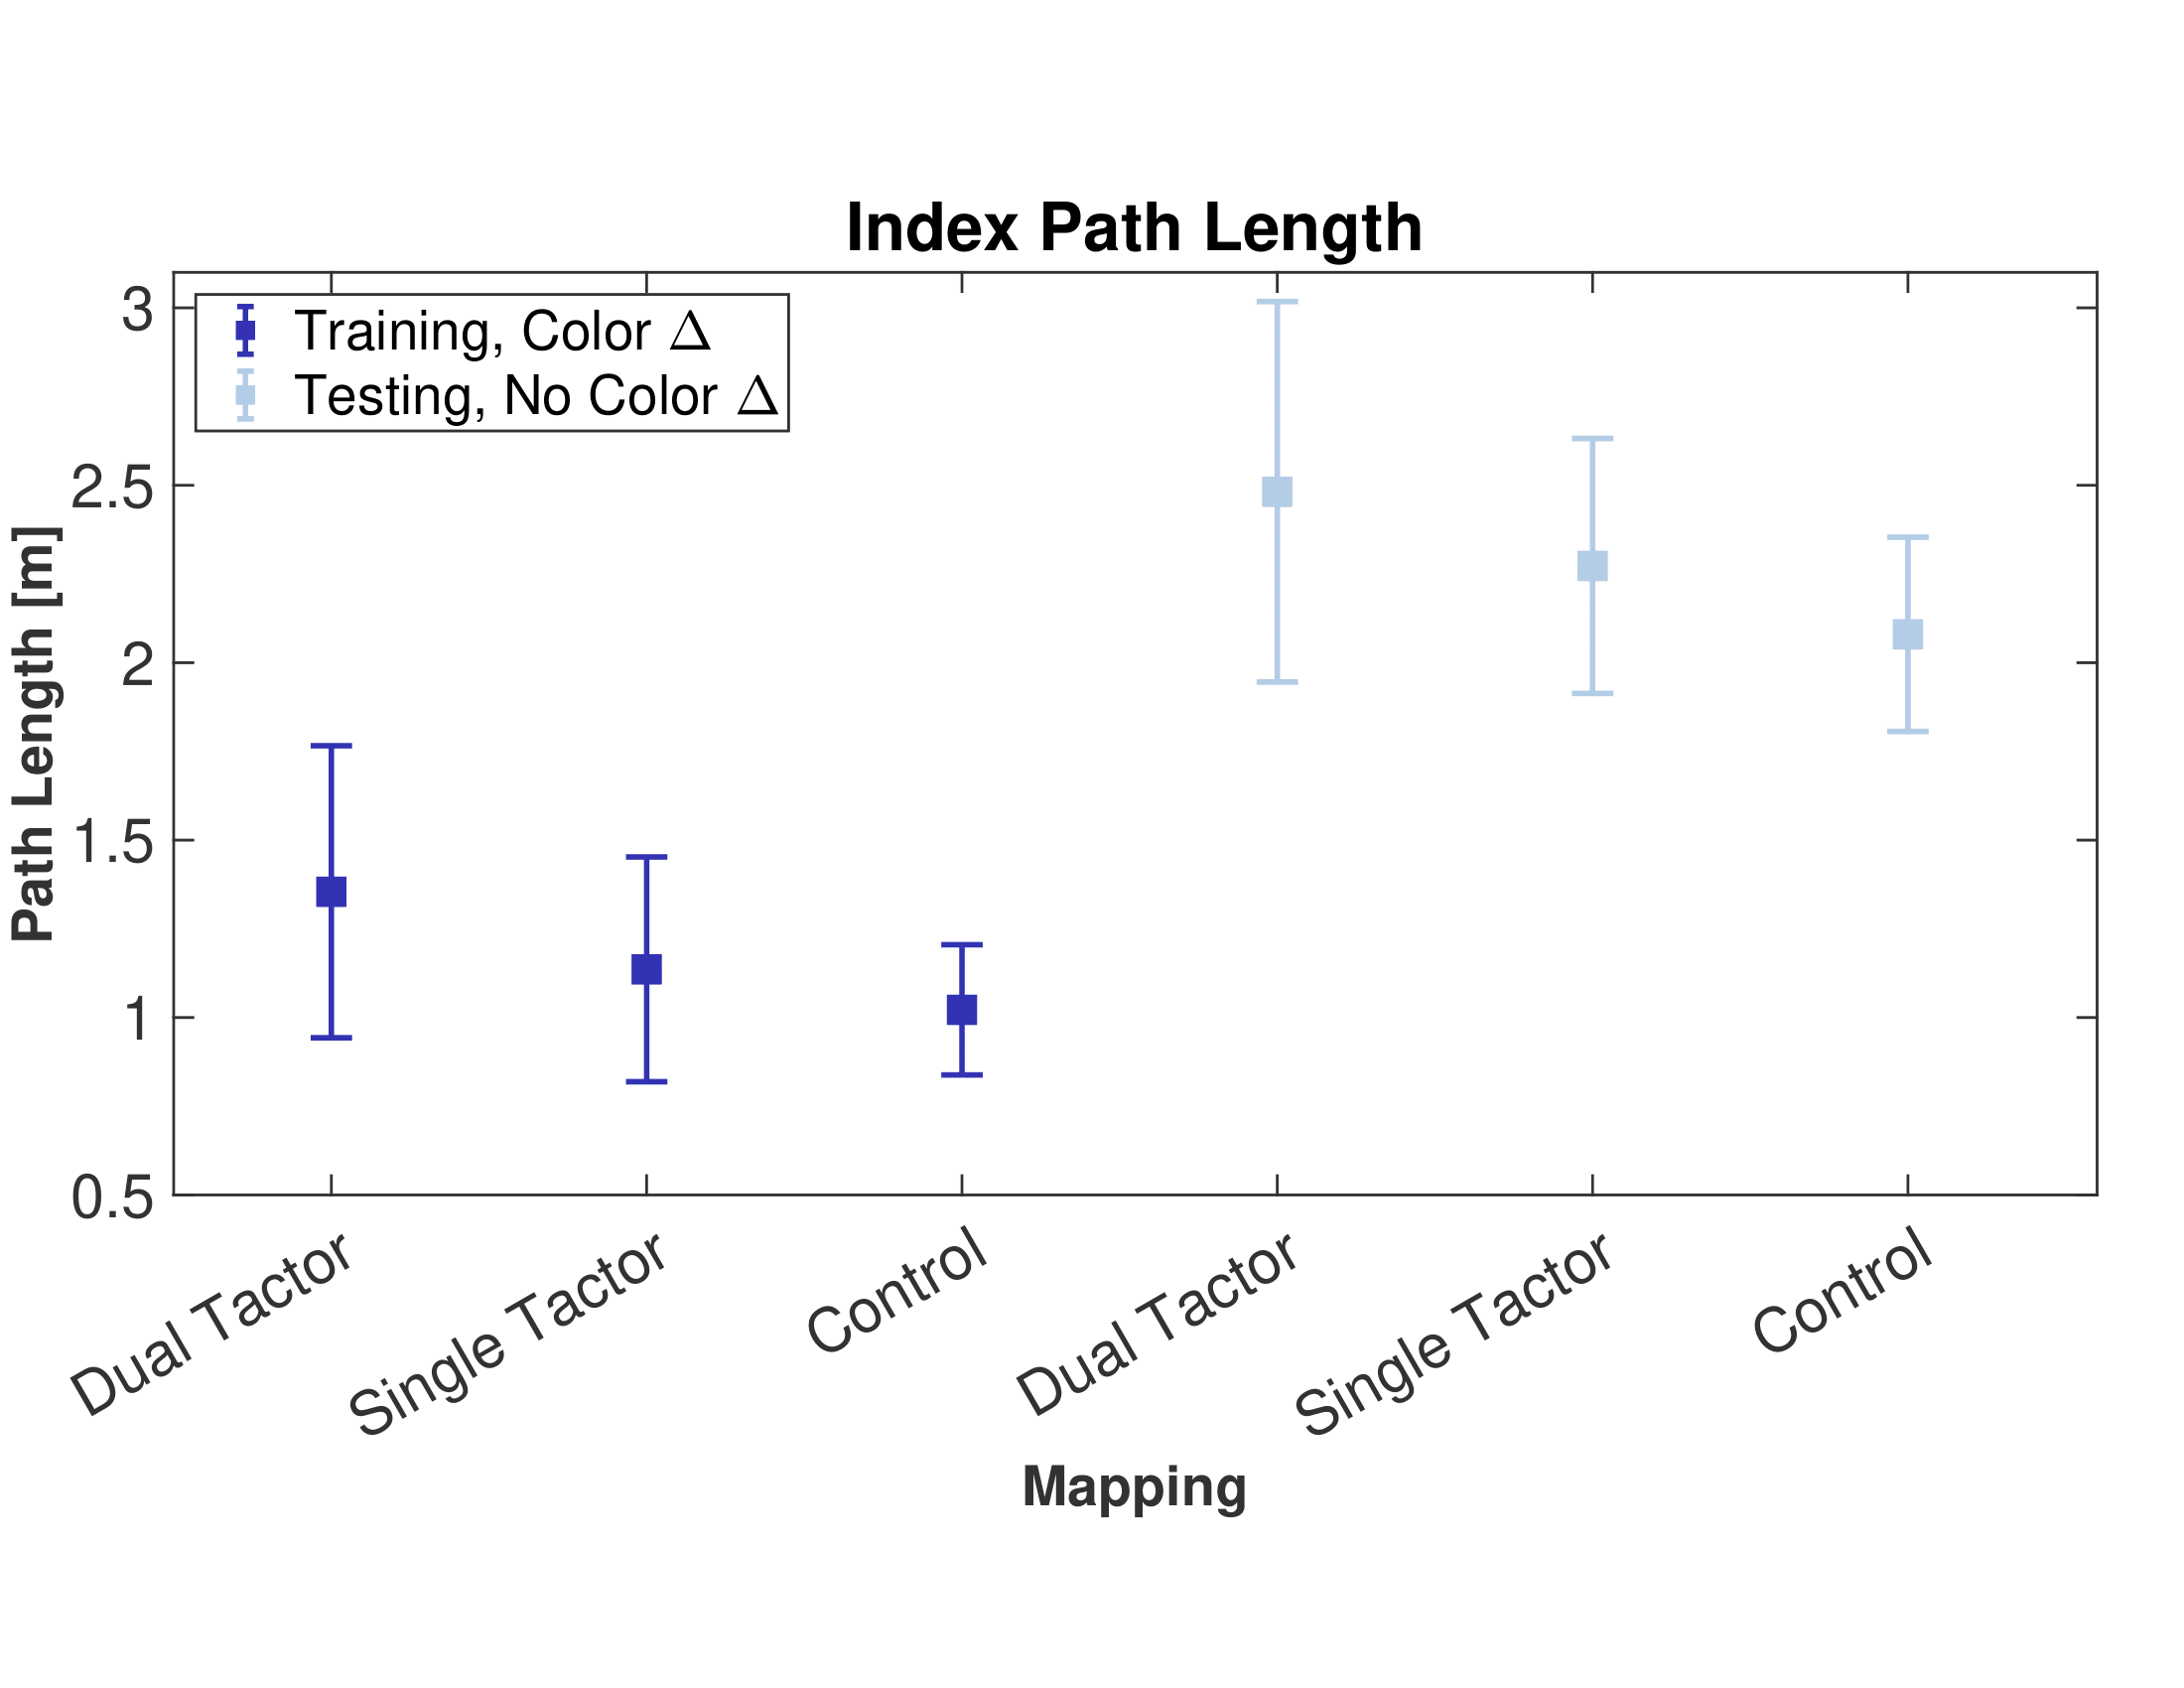 Index Path Length
Training, Color Δ
Testing, No Color Δ
Path Length [m]
3
2.5
2
1.5
1
0.5
Dual Tactor
Single Tactor
Control
Dual Tactor
Single Tactor
Control
Mapping